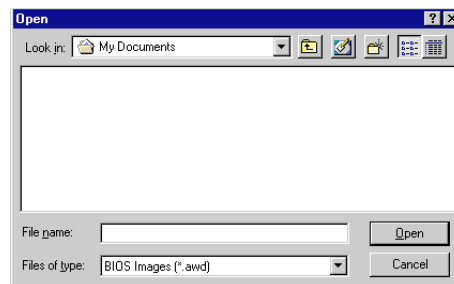 Open
Look in: My Documents
File name:
Open
Files of type: BIOS Images (*.awd)
Cancel